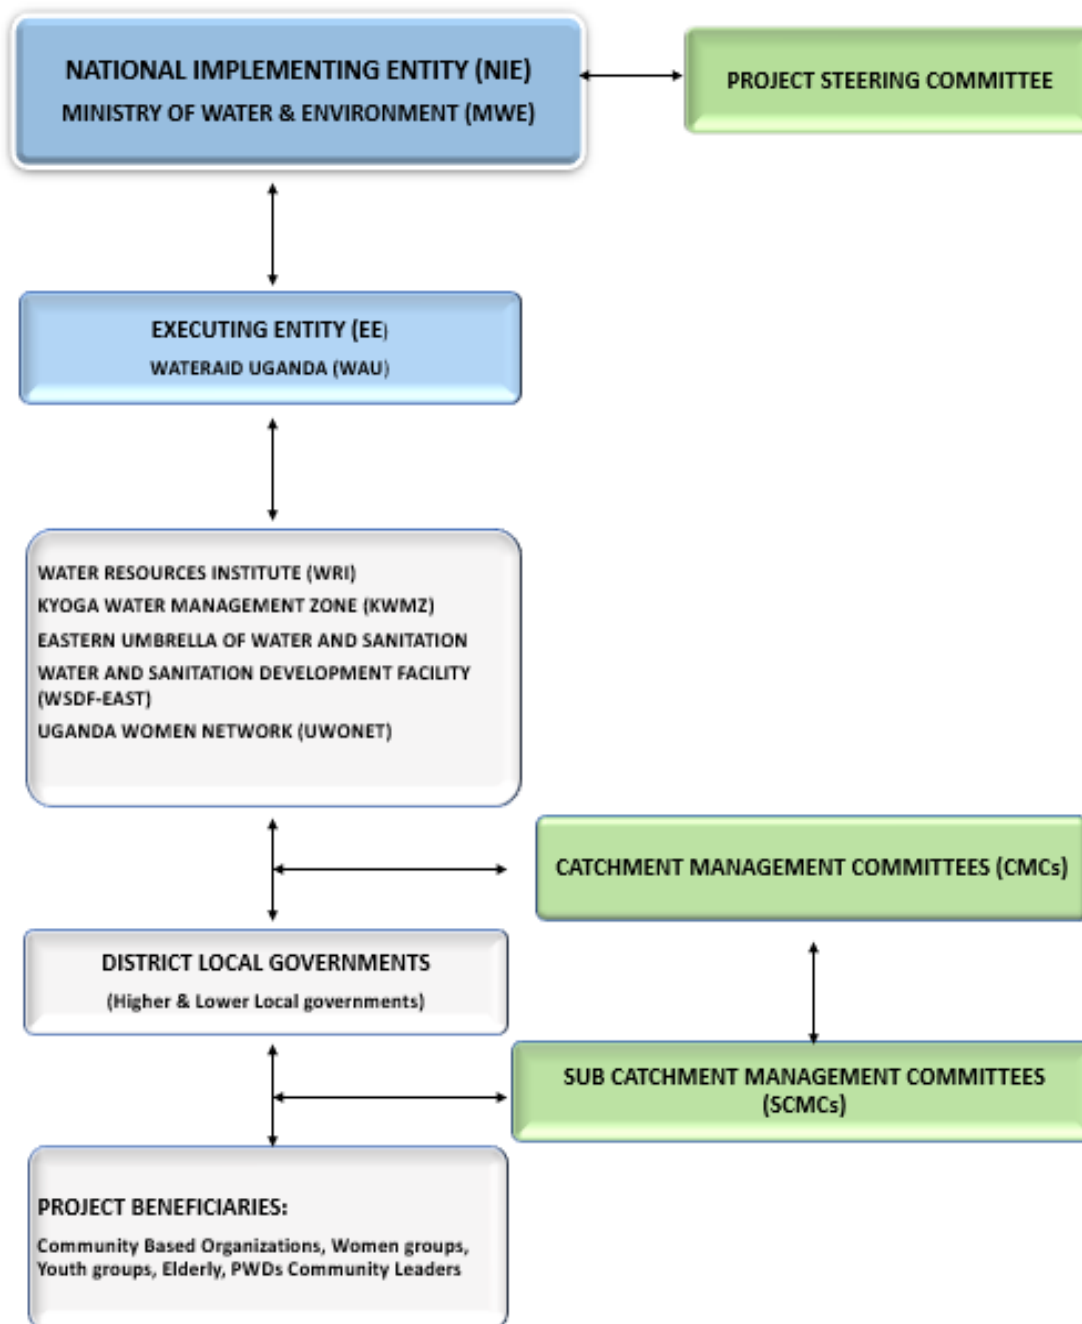 NATIONAL IMPLEMENTING ENTITY (NIE)
MINISTRY OF WATER & ENVIRONMENT (MWE)
PROJECT STEERING COMMITTEE
EXECUTING ENTITY (EE)
WATERAID UGANDA (WAU)
WATER RESOURCES INSTITUTE (WRI)
KYOGA WATER MANAGEMENT ZONE (KWMZ)
EASTERN UMBRELLA OF WATER AND SANITATION
WATER AND SANITATION DEVELOPMENT FACILITY
(WSDF-EAST)
UGANDA WOMEN NETWORK (UWONET)
CATCHMENT MANAGEMENT COMMITTEES (CMCs)
DISTRICT LOCAL GOVERNMENTS
(Higher & Lower Local governments)
SUB CATCHMENT MANAGEMENT COMMITTEES
(SCMCs)
PROJECT BENEFICIARIES:
Community Based Organizations, Women groups,
Youth groups, Elderly, PWDs Community Leaders